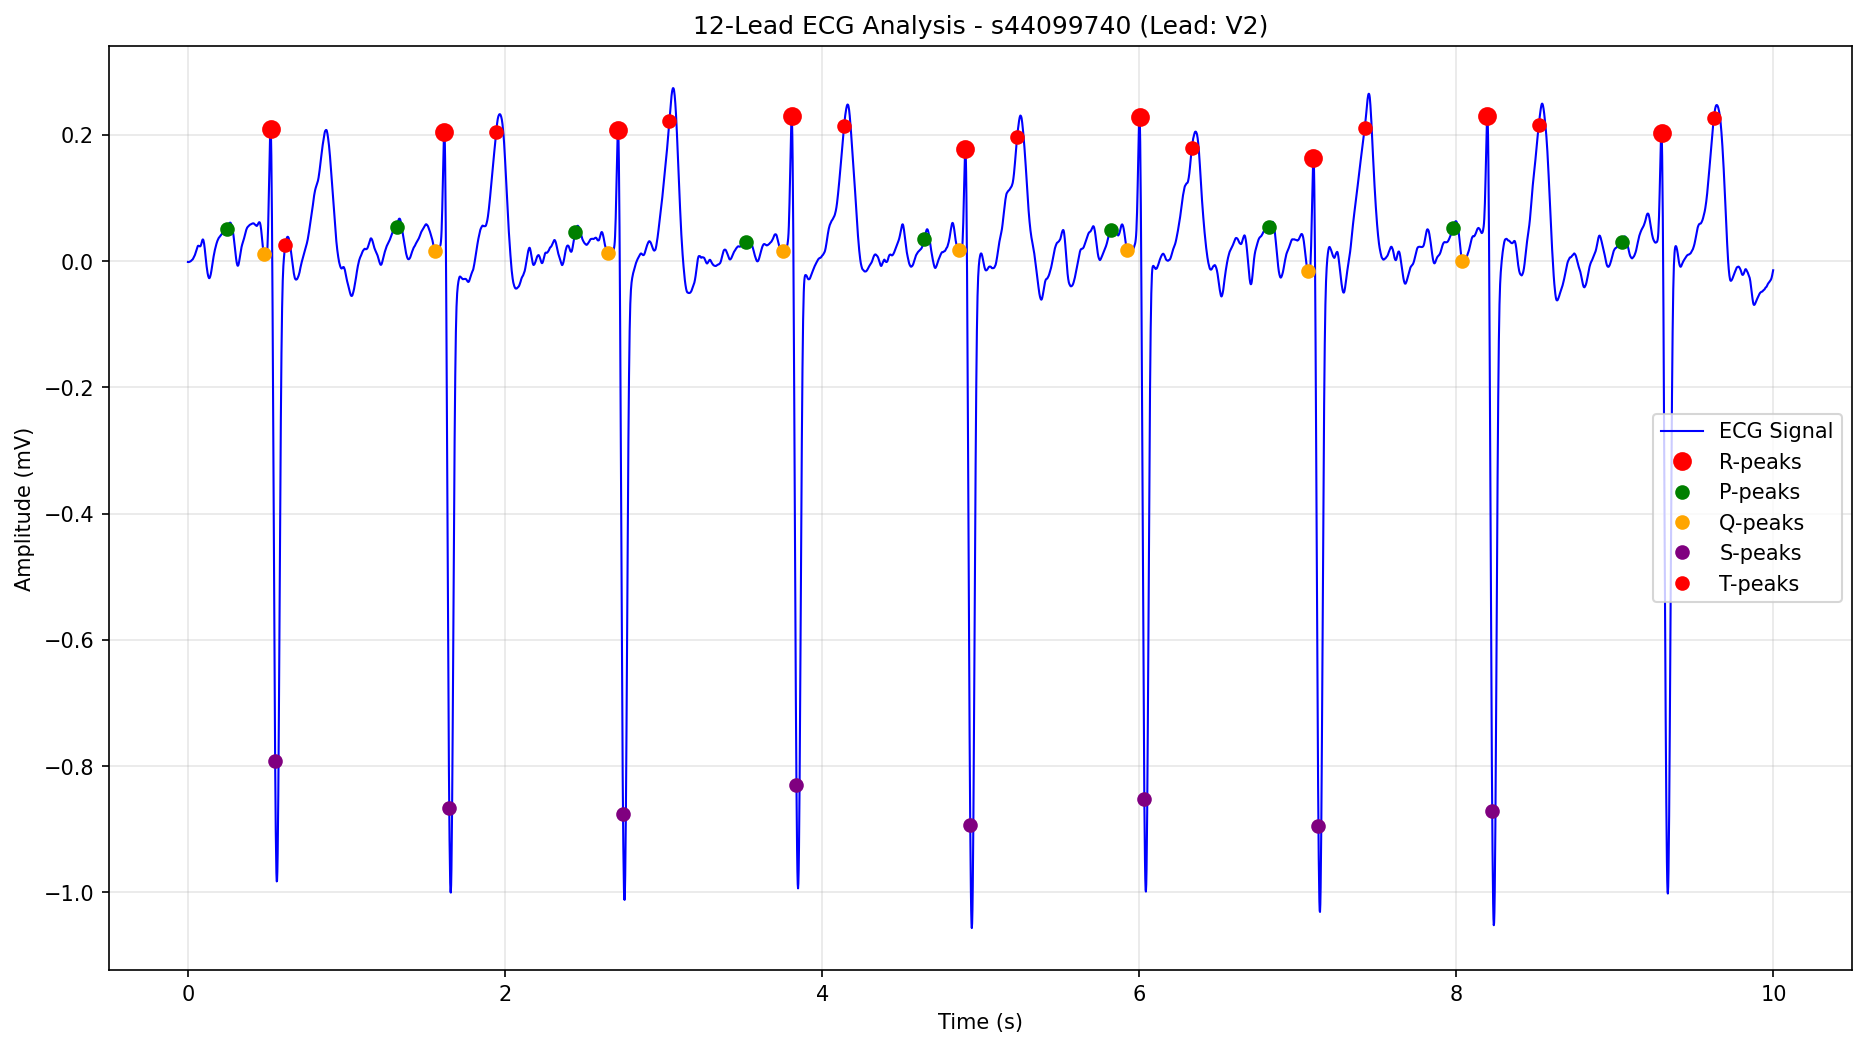 12-Lead ECG Analysis - s44099740 (Lead: V2)
Amplitude (mV)
0.2
0.0
−0.2
−0.4
−0.6
−0.8
−1.0
ECG Signal
R-peaks
P-peaks
Q-peaks
S-peaks
T-peaks
0 2 4 6 8 10
Time (s)